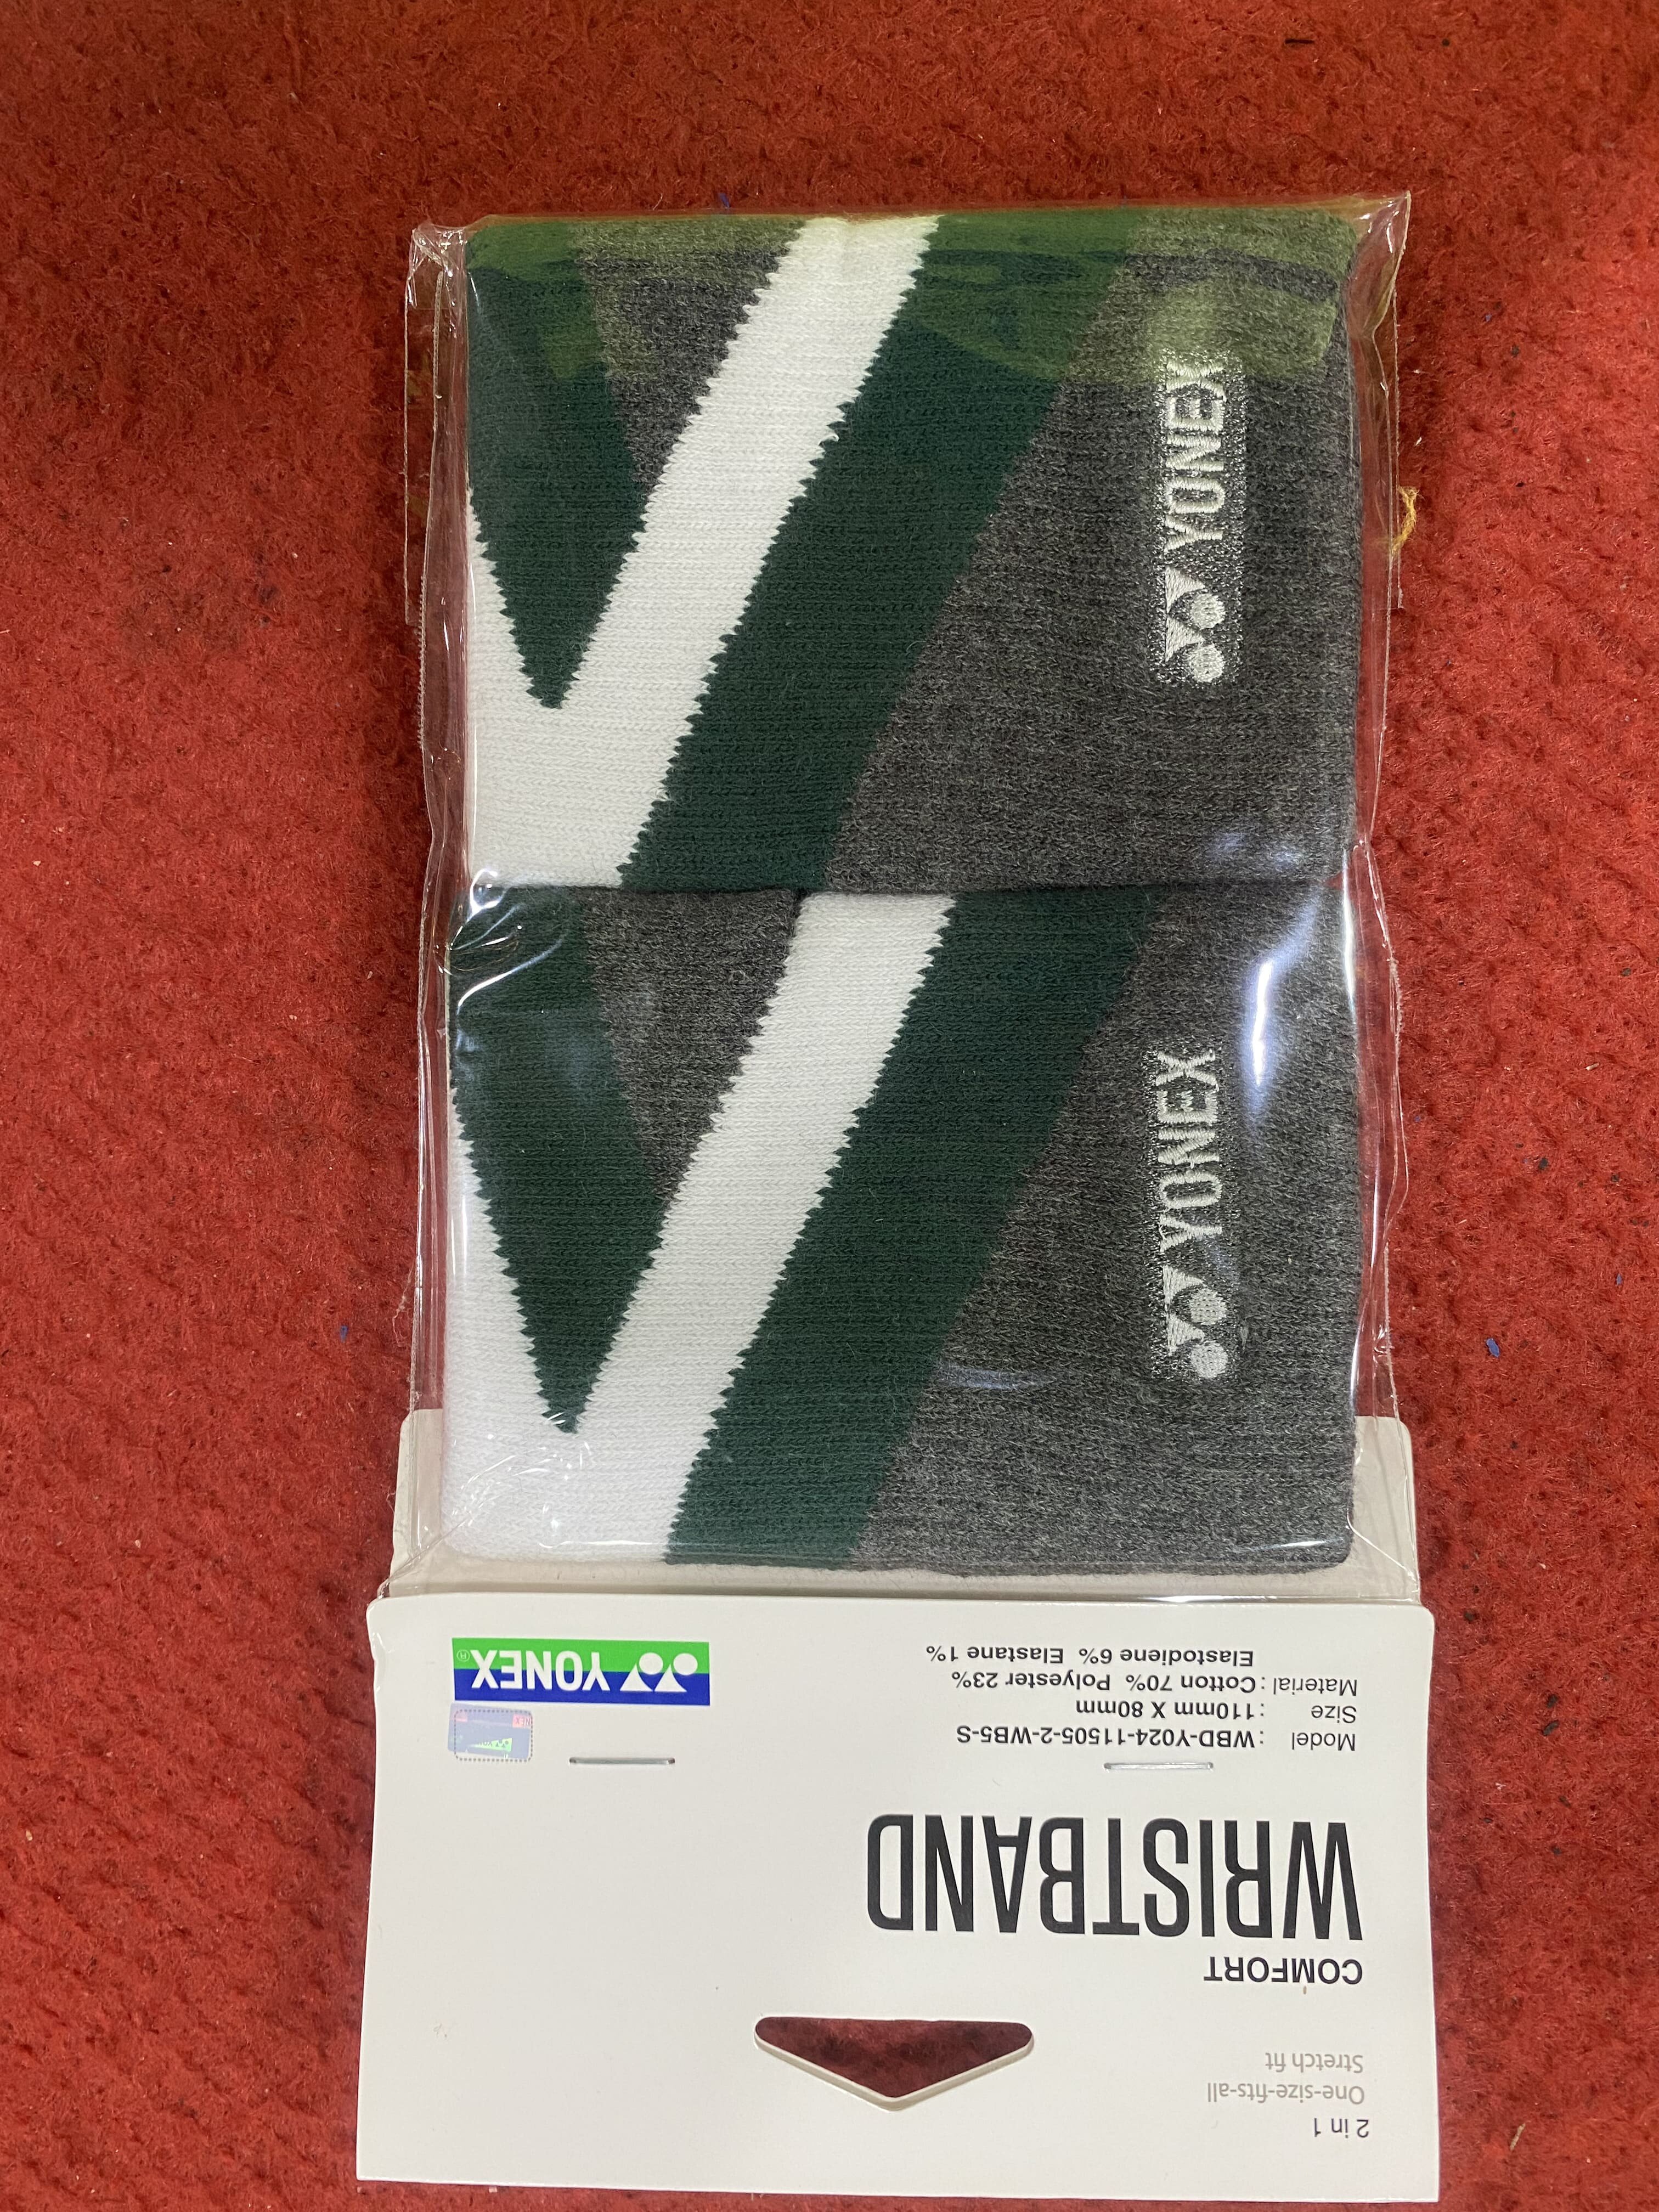 2 in 1
One-size-fits-all
Stretch fit
COMFORT
WRISTBAND
Model : WBD-Y024-11505-2-WB5-S
Size : 110mm X 80mm
Material : Cotton 70% Polyester 23%
Elastodiene 6% Elastane 1%
YONEX®
YONEX
YONEX